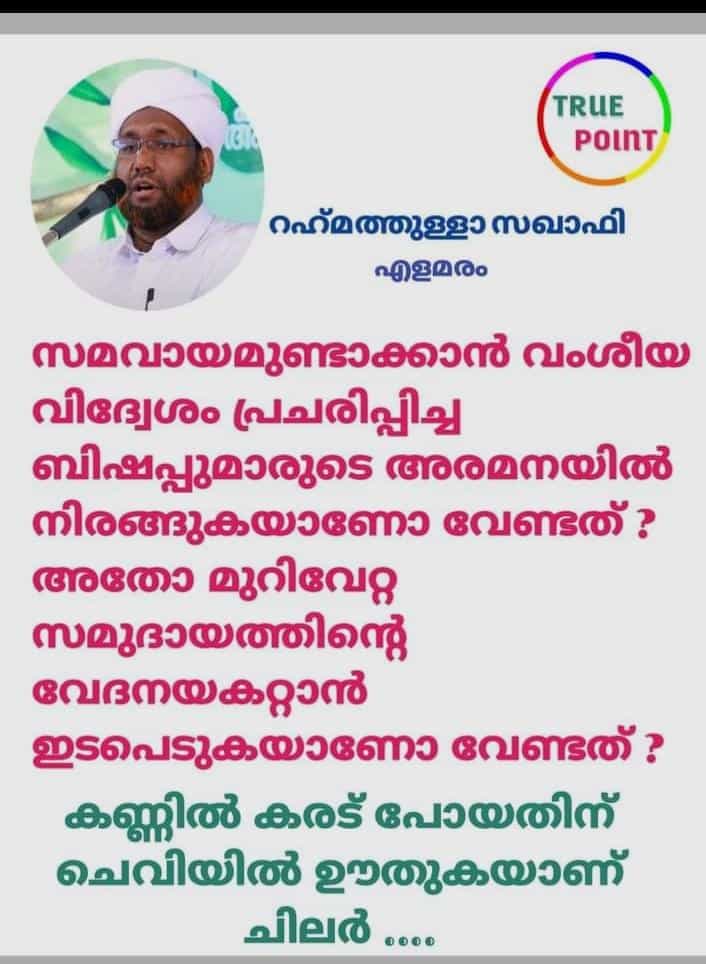 TRUE
POINT
റഹ്മത്തുള്ളാ സഖാഫി
എളമരം
സമവായമുണ്ടാക്കാൻ വംശീയ
വിദ്വേശം പ്രചരിപ്പിച്ച
ബിഷപ്പുമാരുടെ അരമനയിൽ
നിരങ്ങുകയാണോ വേണ്ടത് ?
അതോ മുറിവേറ്റ
സമുദായത്തിന്റെ
വേദനയകറ്റാൻ
ഇടപെടുകയാണോ വേണ്ടത് ?
കണ്ണിൽ കരട് പോയതിന്
ചെവിയിൽ ഊതുകയാണ്
ചിലർ ....